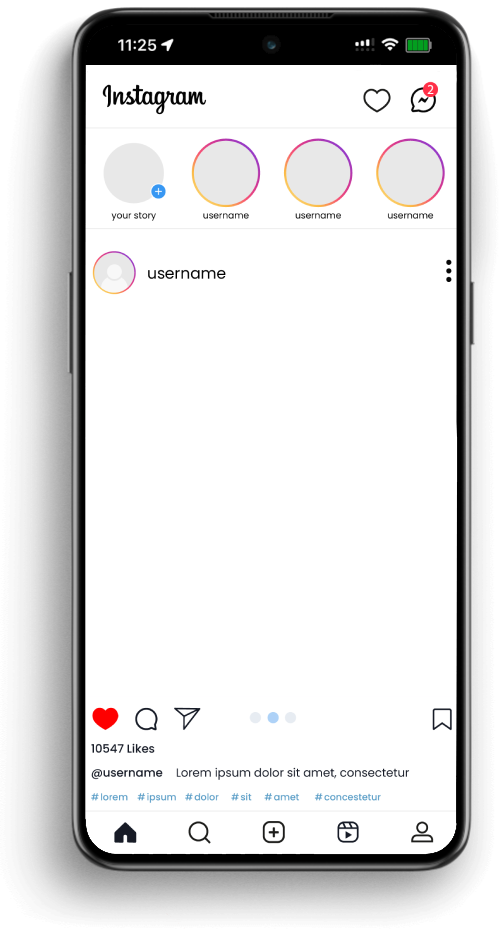 11:25
Instagram
2
your story
username
username
username
username
10547 Likes
@username Lorem ipsum dolor sit amet, consectetur
#lorem #ipsum #dolor #sit #amet #concestetur